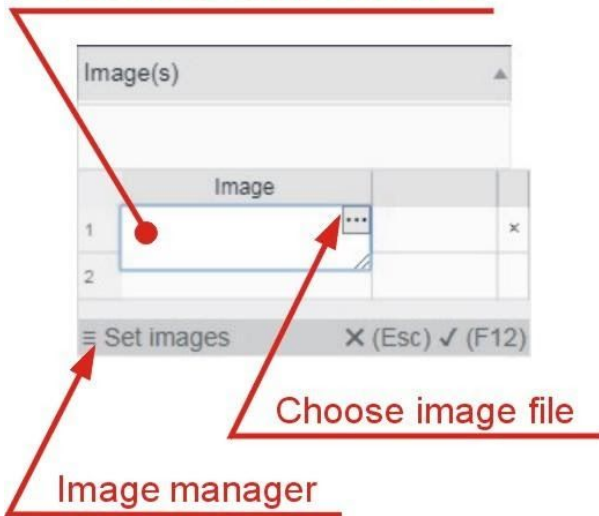 Image(s)
Image
1
2
Set images (Esc) (F12)
Choose image file
Image manager